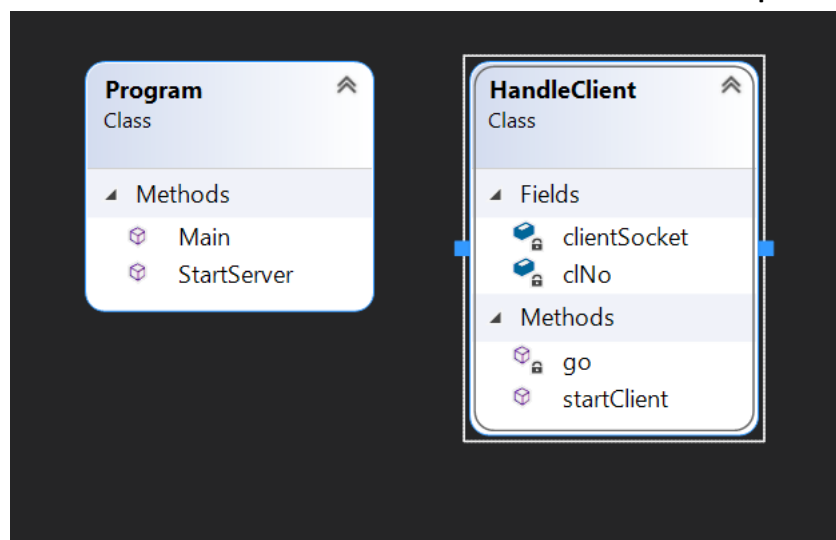 Program
Class
Methods
Main
StartServer
HandleClient
Class
Fields
clientSocket
clNo
Methods
go
startClient